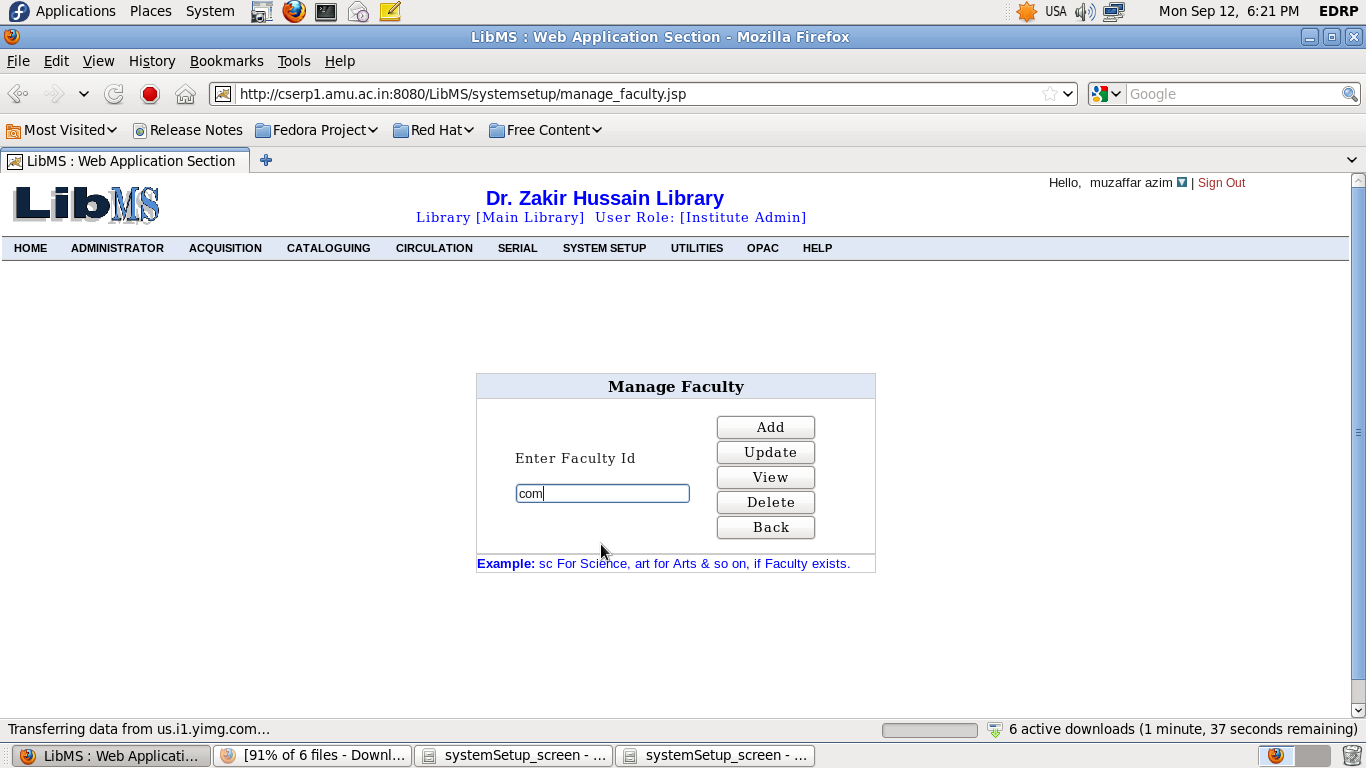 Applications Places System USA Mon Sep 12, 6:21 PM EDRP
LibMS : Web Application Section - Mozilla Firefox
File Edit View History Bookmarks Tools Help
http://cserp1.amu.ac.in:8080/LibMS/systemsetup/manage_faculty.jsp Google
Most Visited Release Notes Fedora Project Red Hat Free Content
LibMS : Web Application Section
Hello, muzaffar azim | Sign Out
LibMS
Dr. Zakir Hussain Library
Library [Main Library] User Role: [Institute Admin]
HOME ADMINISTRATOR ACQUISITION CATALOGUING CIRCULATION SERIAL SYSTEM SETUP UTILITIES OPAC HELP
Manage Faculty
Add
Enter Faculty Id
Update
View
com
Delete
Back
Example: sc For Science, art for Arts & so on, if Faculty exists.
Transferring data from us.i1.yimg.com... 6 active downloads (1 minute, 37 seconds remaining)
LibMS : Web Applicati... [91% of 6 files - Downl... systemSetup_screen - ... systemSetup_screen - ...